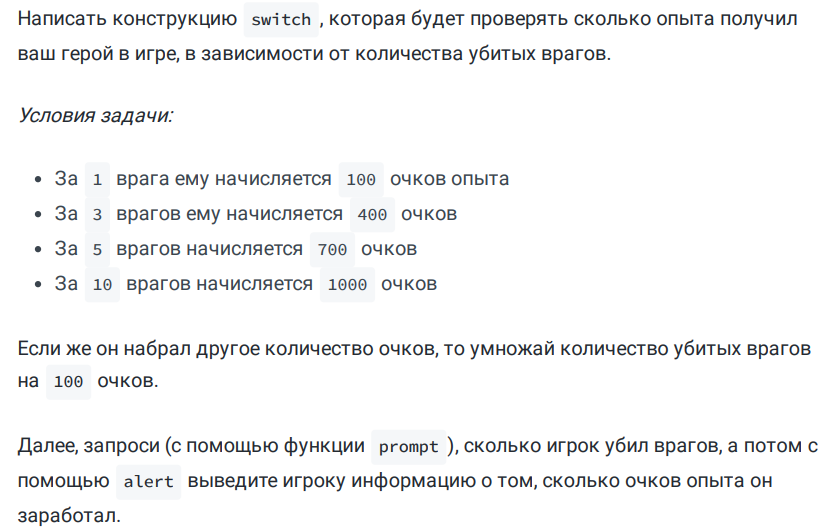 Написать конструкцию switch, которая будет проверять сколько опыта получил
ваш герой в игре, в зависимости от количества убитых врагов.
Условия задачи:
• За 1 врага ему начисляется 100 очков опыта
• За 3 врагов ему начисляется 400 очков
• За 5 врагов начисляется 700 очков
• За 10 врагов начисляется 1000 очков
Если же он набрал другое количество очков, то умножай количество убитых врагов
на 100 очков.
Далее, запроси (с помощью функции prompt), сколько игрок убил врагов, а потом с
помощью alert выведите игроку информацию о том, сколько очков опыта он
заработал.